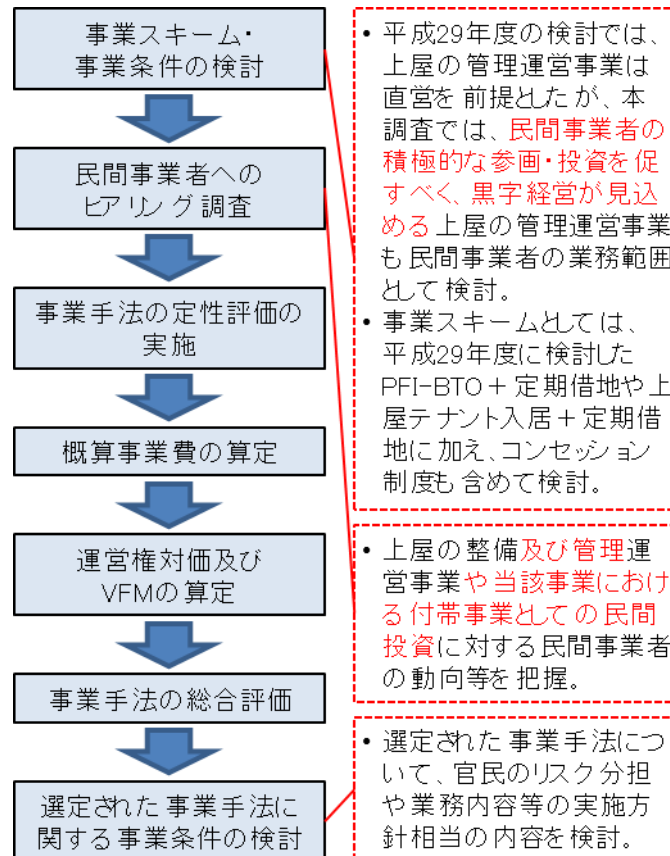 事業スキーム・
事業条件の検討
民間事業者への
ヒアリング調査
事業手法の定性評価の
実施
概算事業費の算定
運営権対価及び
VFMの算定
事業手法の総合評価
選定された事業手法に
関する事業条件の検討
• 平成29年度の検討では、
上屋の管理運営事業は
直営を前提としたが、本
調査では、民間事業者の
積極的な参画・投資を促
すべく、黒字経営が見込
める上屋の管理運営事業
も民間事業者の業務範囲
として検討。
• 事業スキームとしては、
平成29年度に検討した
PFI-BTO＋定期借地や上
屋テナント入居＋定期借
地に加え、コンセッション
制度も含めて検討。
• 上屋の整備及び管理運
営事業や当該事業におけ
る付帯事業としての民間
投資に対する民間事業者
の動向等を把握。
• 選定された事業手法につ
いて、官民のリスク分担
や業務内容等の実施方
針相当の内容を検討。